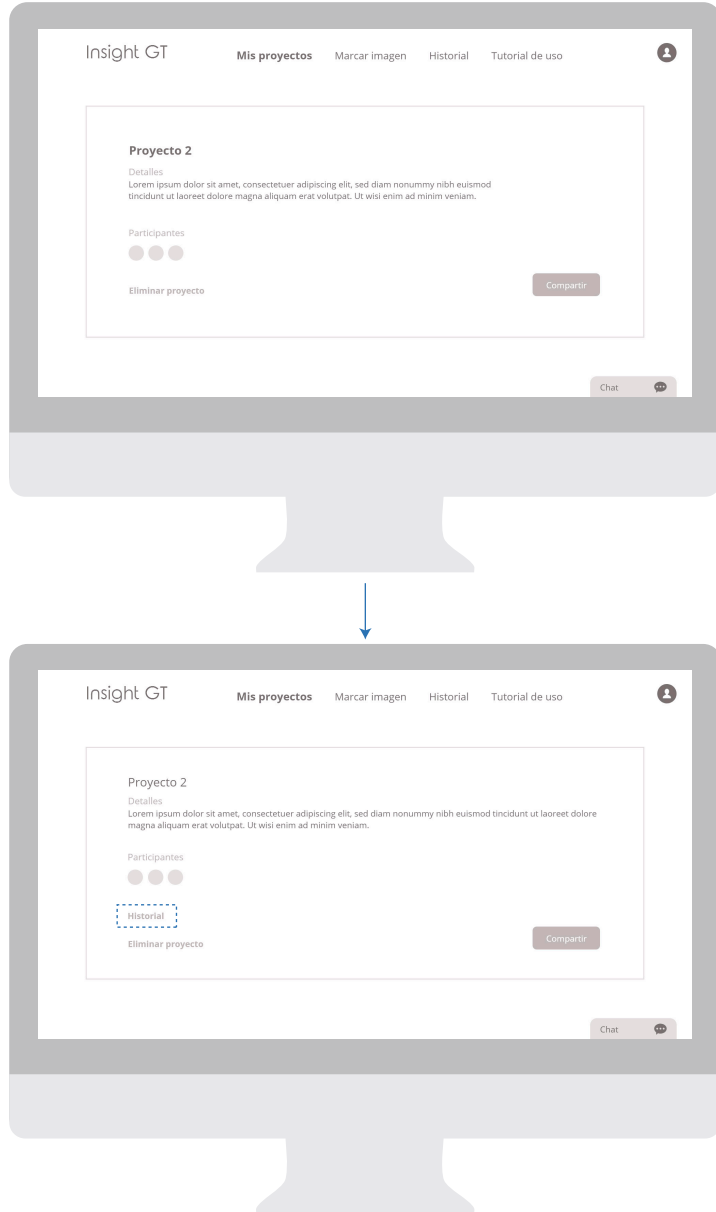 Insight GT
Mis proyectos Marcar imagen Historial Tutorial de uso
Proyecto 2
Detalles
Lorem ipsum dolor sit amet, consectetuer adipiscing elit, sed diam nonummy nibh euismod
tincidunt ut laoreet dolore magna aliquam erat volutpat. Ut wisi enim ad minim veniam.
Participantes
Eliminar proyecto
Compartir
Chat
Insight GT
Mis proyectos Marcar imagen Historial Tutorial de uso
Proyecto 2
Detalles
Lorem ipsum dolor sit amet, consectetuer adipiscing elit, sed diam nonummy nibh euismod tincidunt ut laoreet dolore
magna aliquam erat volutpat. Ut wisi enim ad minim veniam.
Participantes
Historial
Eliminar proyecto
Compartir
Chat